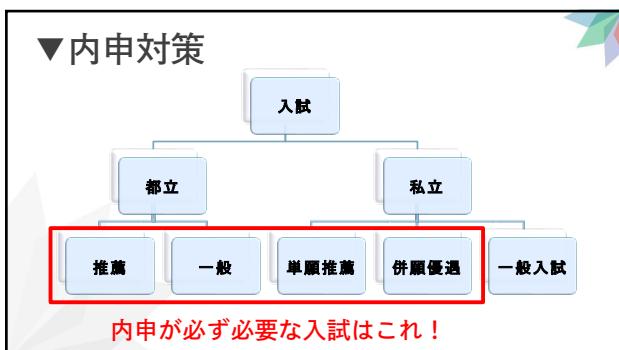 ▼内申対策
入試
都立
私立
推薦
一般
単願推薦
併願優遇
一般入試
内申が必ず必要な入試はこれ！